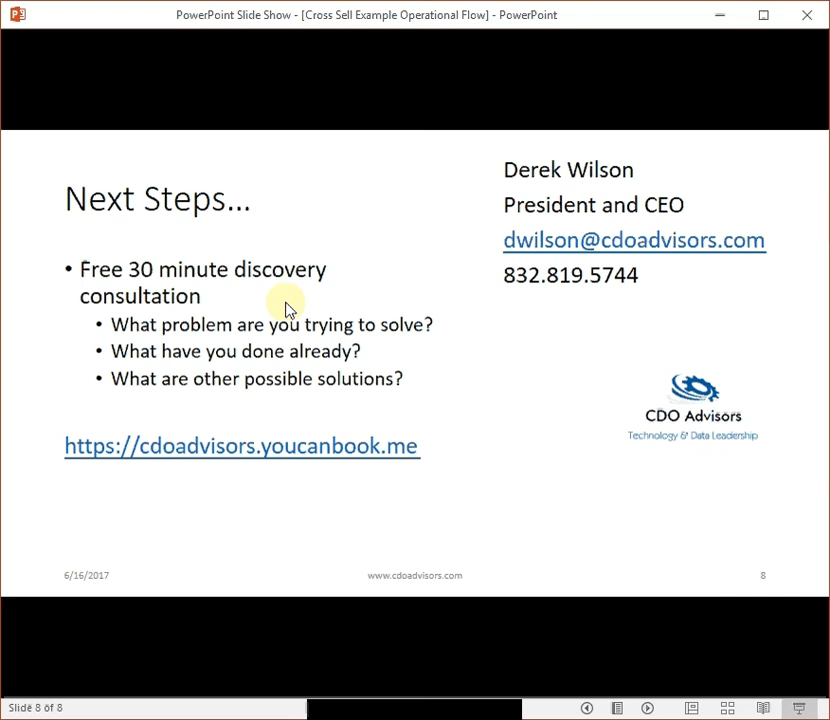 PowerPoint Slide Show - [Cross Sell Example Operational Flow] - PowerPoint
Next Steps...
• Free 30 minute discovery
consultation
• What problem are you trying to solve?
• What have you done already?
• What are other possible solutions?
https://cdoadvisors.youcanbook.me
Derek Wilson
President and CEO
dwilson@cdoadvisors.com
832.819.5744
CDO Advisors
Technology & Data Leadership
6/16/2017
www.cdoadvisors.com
8
Slide 8 of 8